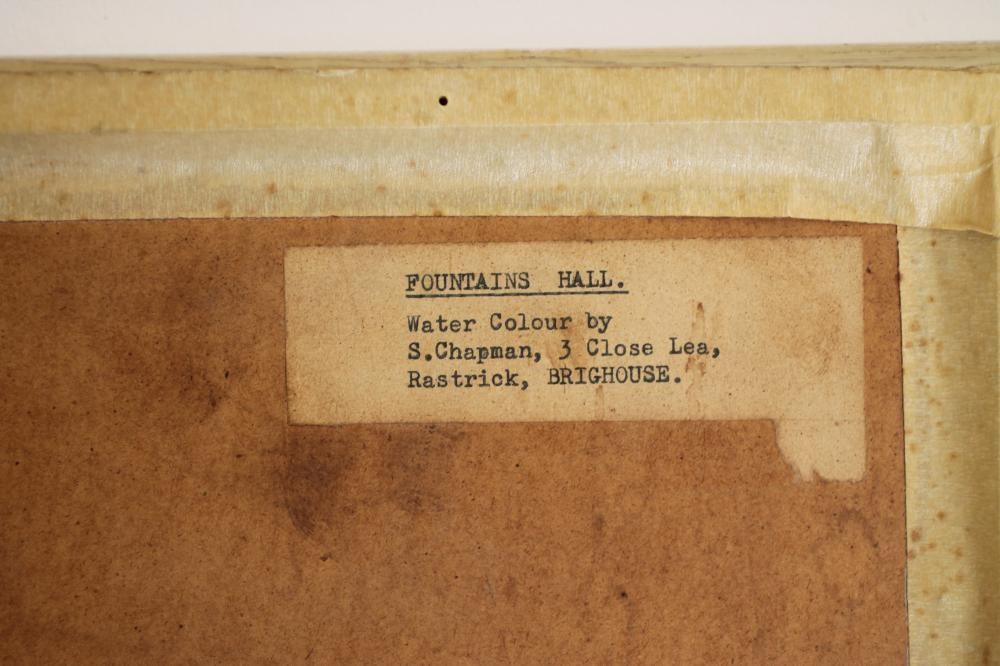 FOUNTAINS HALL.
Water Colour by
S.Chapman, 3 Close Lea,
Rastrick, BRIGHOUSE.